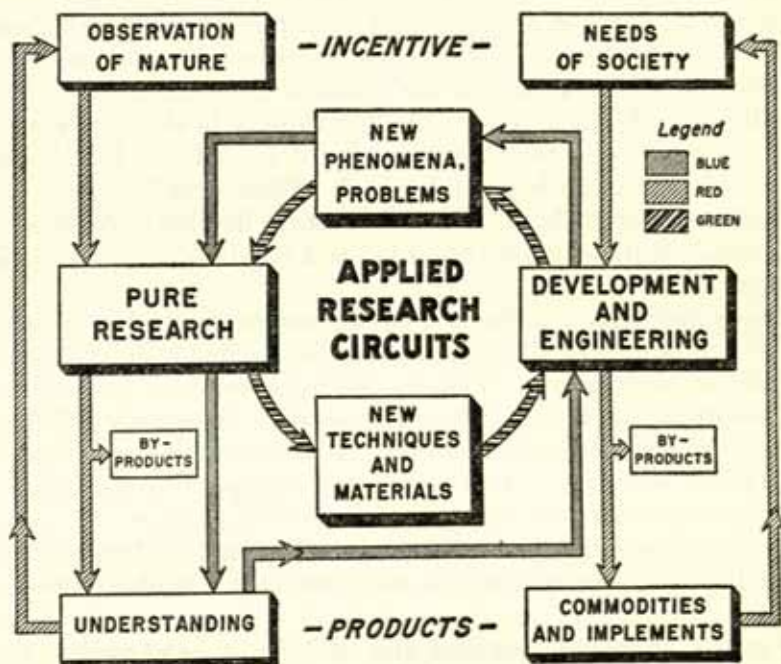 OBSERVATION
OF NATURE
– INCENTIVE –
NEEDS
OF SOCIETY
Legend
BLUE
RED
GREEN
NEW
PHENOMENA,
PROBLEMS
PURE
RESEARCH
APPLIED
RESEARCH
CIRCUITS
DEVELOPMENT
AND
ENGINEERING
NEW
TECHNIQUES
AND
MATERIALS
BY-
PRODUCTS
BY-
PRODUCTS
UNDERSTANDING
– PRODUCTS –
COMMODITIES
AND IMPLEMENTS